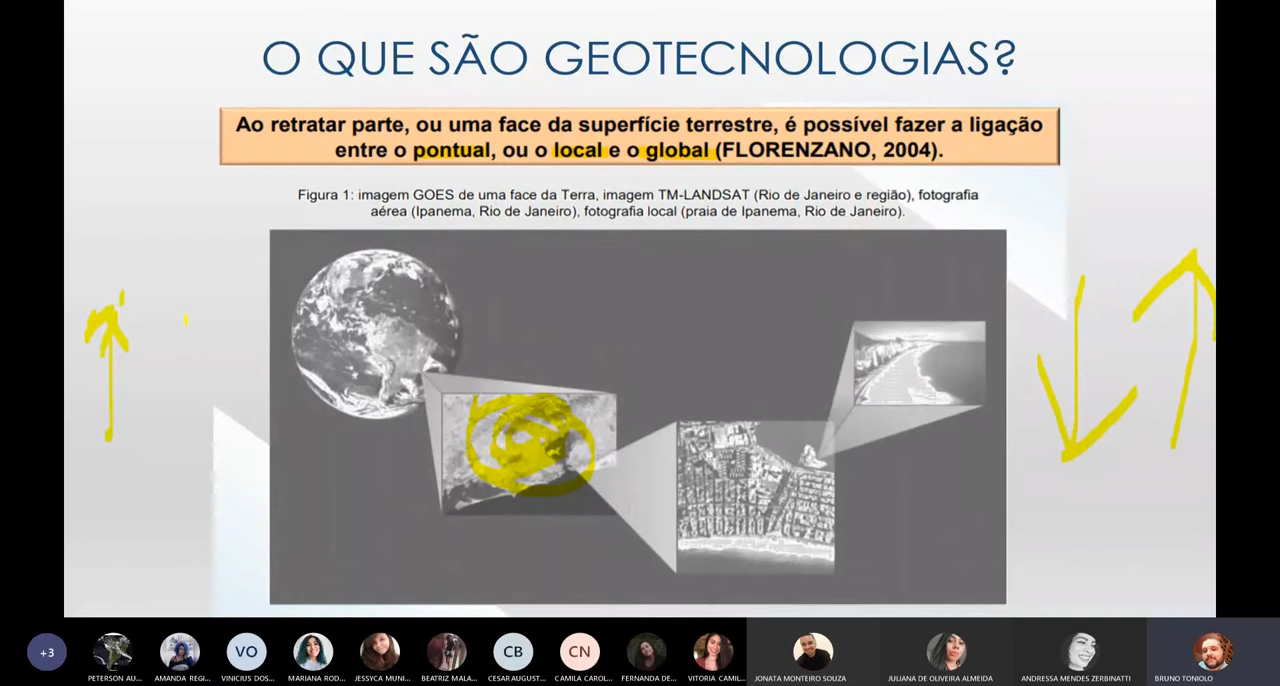 O QUE SÃO GEOTECNOLOGIAS?
Ao retratar parte, ou uma face da superfície terrestre, é possível fazer a ligação
entre o pontual, ou o local e o global (FLORENZANO, 2004).
Figura 1: imagem GOES de uma face da Terra, imagem TM-LANDSAT (Rio de Janeiro e região), fotografia
aérea (Ipanema, Rio de Janeiro), fotografia local (praia de Ipanema, Rio de Janeiro).
+3
VO
CB
CN
PETERSON AU...
AMANDA REGI...
VINICIUS DOS...
MARIANA ROD...
JESSYCA MUNI...
BEATRIZ MALA...
CESAR AUGUST...
CAMILA CAROL...
FERNANDA DE...
VITORIA CAMIL...
JONATA MONTEIRO SOUZA
JULIANA DE OLIVEIRA ALMEIDA
ANDRESSA MENDES ZERBINATTI
BRUNO TONIOLO